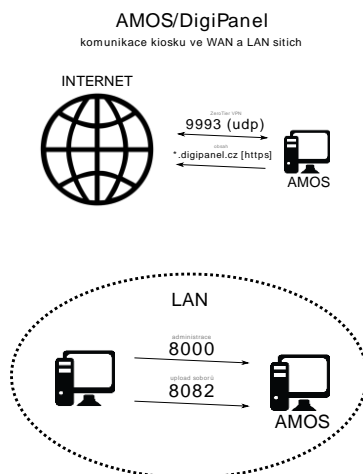 AMOS/DigiPanel
komunikace kiosku ve WAN a LAN sitich
INTERNET
ZeroTier VPN
9993 (udp)
obsah
*.digipanel.cz [https]
AMOS
LAN
administrace
8000
upload soborů
8082
AMOS